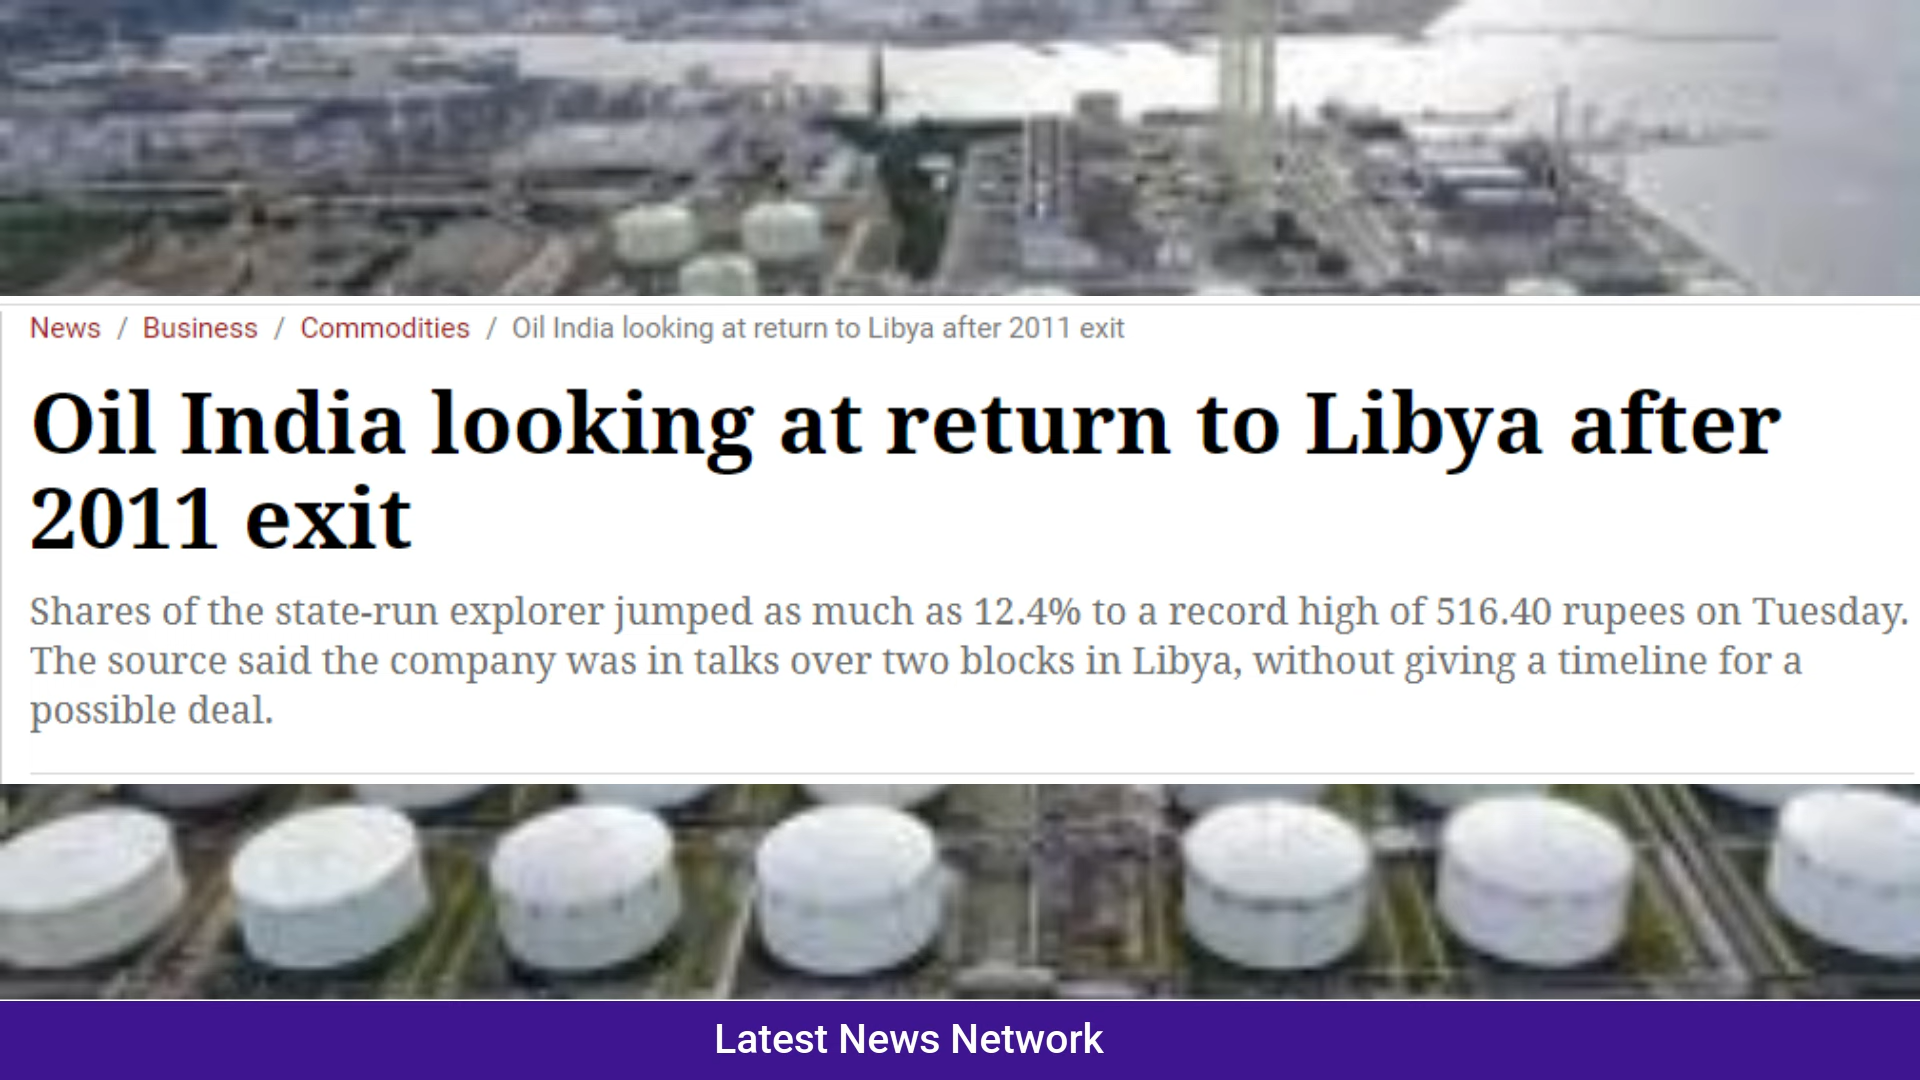 News / Business / Commodities / Oil India looking at return to Libya after 2011 exit
Oil India looking at return to Libya after
2011 exit
Shares of the state-run explorer jumped as much as 12.4% to a record high of 516.40 rupees on Tuesday.
The source said the company was in talks over two blocks in Libya, without giving a timeline for a
possible deal.
Latest News Network